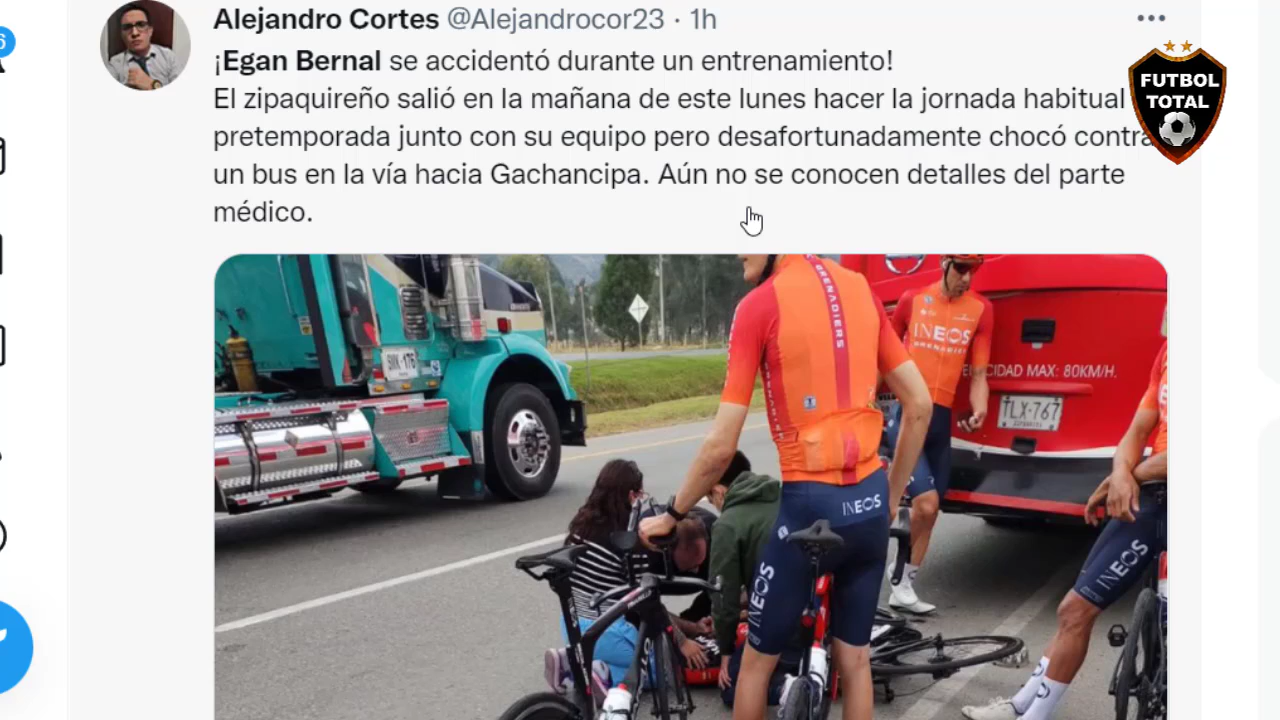 Alejandro Cortes @Alejandrocor23 · 1h
¡Egan Bernal se accidentó durante un entrenamiento!
El zipaquireño salió en la mañana de este lunes hacer la jornada habitual
pretemporada junto con su equipo pero desafortunadamente chocó contra
un bus en la vía hacia Gachancipa. Aún no se conocen detalles del parte
médico.
FUTBOL
TOTAL
6
GRENADIERS
INEOS
INEOS
INEOS
INEOS
VELOCIDAD MAX: 80KM/H.
TLX-767